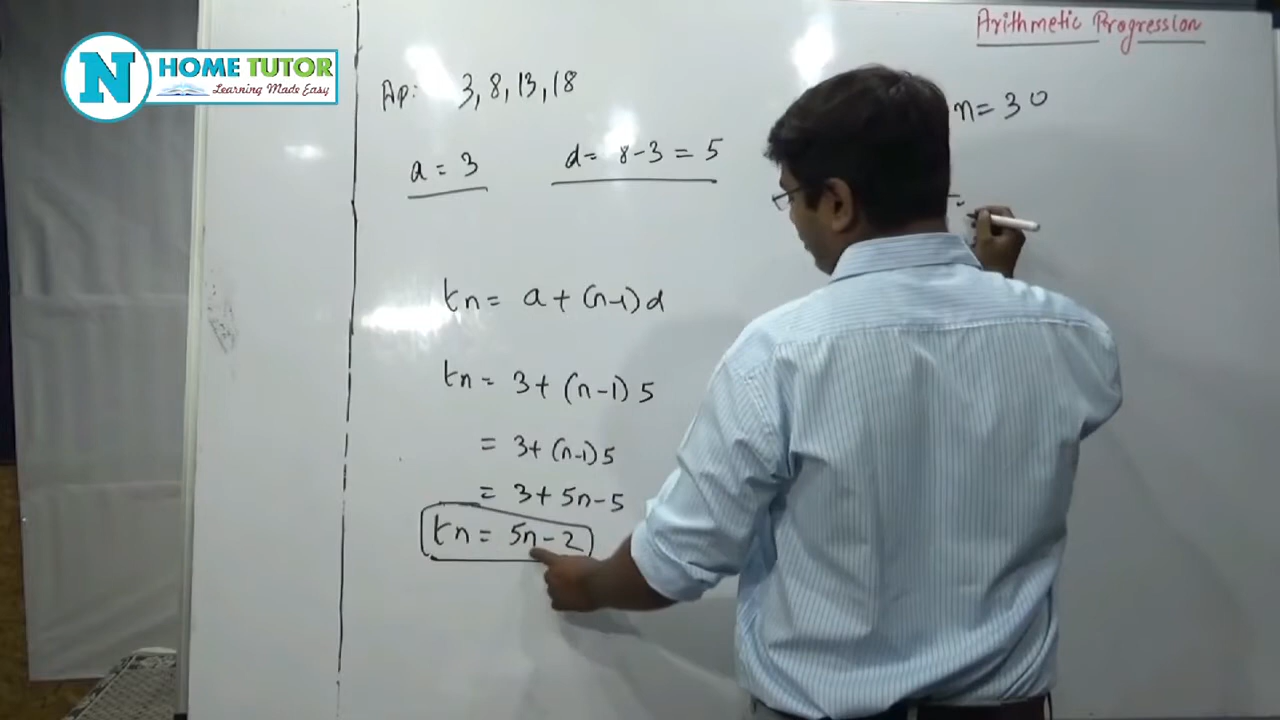 N HOME TUTOR
Learning Made Easy
Arithmetic Progression
Ap: 3, 8, 13, 18
a = 3
d = 8-3 = 5
tn = a + (n-1)d
tn = 3+ (n-1) 5
= 3+ (n-1)5
= 3 + 5n-5
tn = 5n-2
n= 30